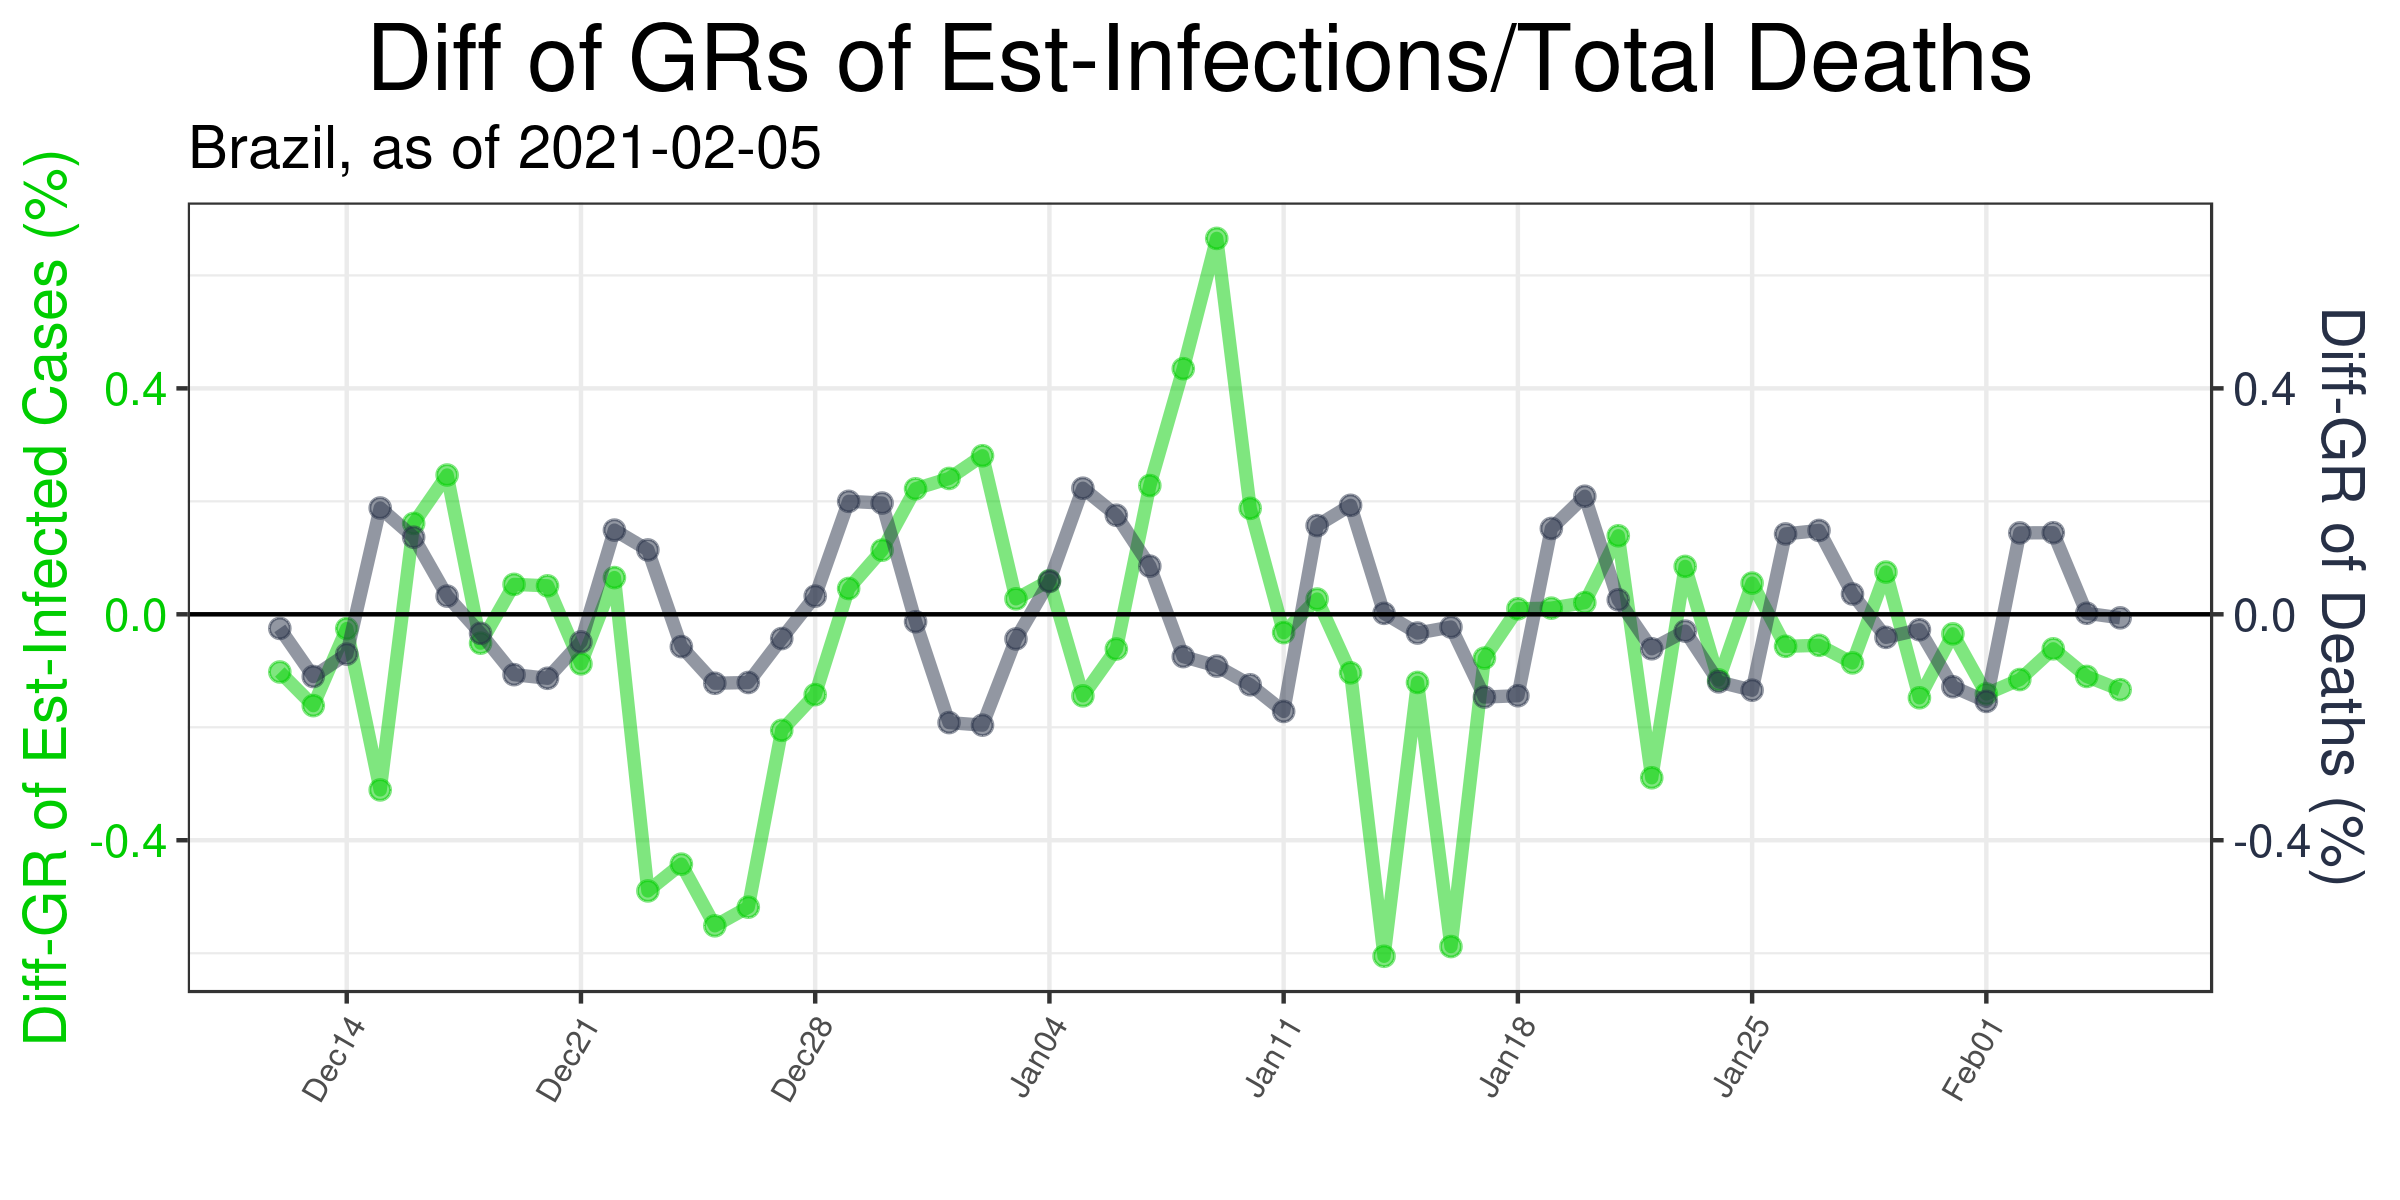 Diff of GRs of Est-Infections/Total Deaths
Brazil, as of 2021-02-05
Diff-GR of Est-Infected Cases (%)
0.4
0.0
-0.4
0.4
0.0
-0.4
Diff-GR of Deaths (%)
Dec14
Dec21
Dec28
Jan04
Jan11
Jan18
Jan25
Feb01